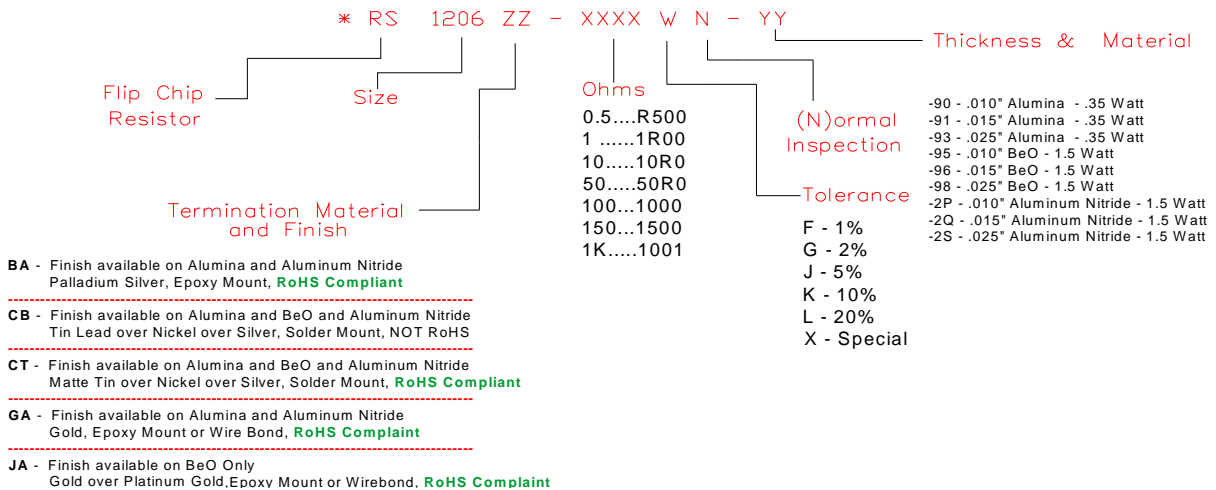 * RS 1206 ZZ - XXXX W N - YY
Thickness & Material
Flip Chip
Resistor
Size
Ohms
0.5....R500
1 ......1R00
10.....10R0
50.....50R0
100...1000
150...1500
1K.....1001
(N)ormal
Inspection
-90 - .010" Alumina - .35 Watt
-91 - .015" Alumina - .35 Watt
-93 - .025" Alumina - .35 Watt
-95 - .010" BeO - 1.5 Watt
-96 - .015" BeO - 1.5 Watt
-98 - .025" BeO - 1.5 Watt
-2P - .010" Aluminum Nitride - 1.5 Watt
-2Q - .015" Aluminum Nitride - 1.5 Watt
-2S - .025" Aluminum Nitride - 1.5 Watt
Tolerance
F - 1%
G - 2%
J - 5%
K - 10%
L - 20%
X - Special
Termination Material
and Finish
BA - Finish available on Alumina and Aluminum Nitride
Palladium Silver, Epoxy Mount, RoHS Compliant
CB - Finish available on Alumina and BeO and Aluminum Nitride
Tin Lead over Nickel over Silver, Solder Mount, NOT RoHS
CT - Finish available on Alumina and BeO and Aluminum Nitride
Matte Tin over Nickel over Silver, Solder Mount, RoHS Compliant
GA - Finish available on Alumina and Aluminum Nitride
Gold, Epoxy Mount or Wire Bond, RoHS Complaint
JA - Finish available on BeO Only
Gold over Platinum Gold,Epoxy Mount or Wirebond, RoHS Complaint